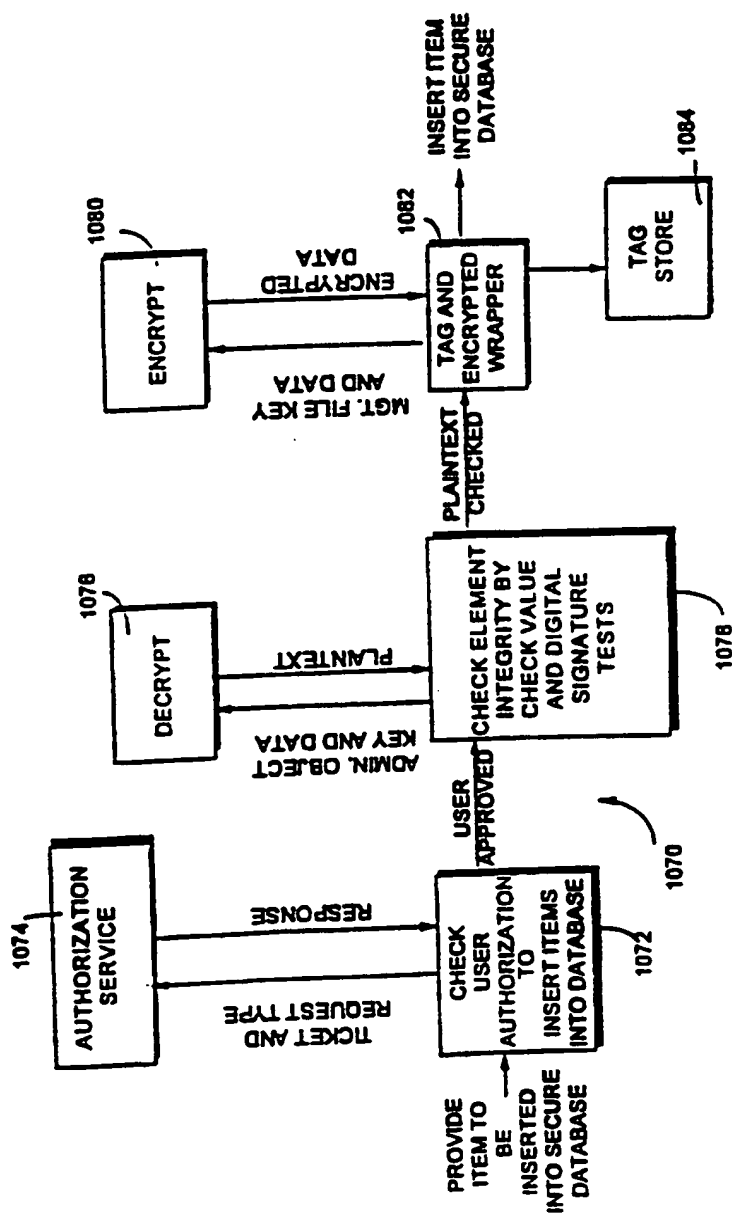 1074
AUTHORIZATION
SERVICE
TICKET AND
REQUEST TYPE
RESPONSE
PROVIDE
ITEM TO
BE
INSERTED
INTO SECURE
DATABASE
CHECK
USER
AUTHORIZATION
TO
INSERT ITEMS
INTO DATABASE
1072
1070
USER
APPROVED
1076
DECRYPT
ADMIN. OBJECT
KEY AND DATA
PLAINTEXT
CHECK ELEMENT
INTEGRITY BY
CHECK VALUE
AND DIGITAL
SIGNATURE
TESTS
1078
PLAINTEXT
CHECKED
1080
ENCRYPT
MGT. FILE KEY
AND DATA
ENCRYPTED
DATA
1082
TAG AND
ENCRYPTED
WRAPPER
INSERT ITEM
INTO SECURE
DATABASE
TAG
STORE
1084